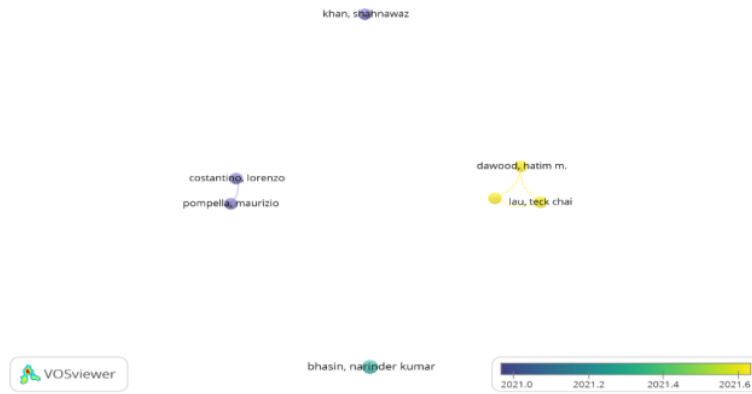 khan, shahnawaz
dawood, hatim m.
costantino, lorenzo
lau, teck chai
pompella, maurizio
bhasin, narinder kumar
VOSviewer
2021.0 2021.2 2021.4 2021.6